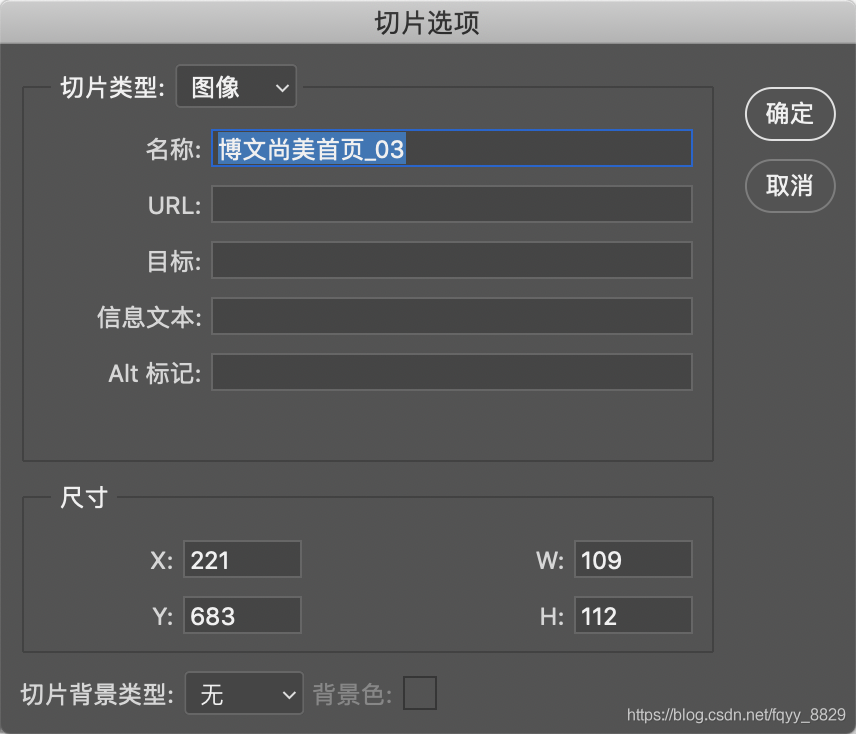 切片选项
切片类型: 图像
确定
名称: 博文尚美首页_03
URL:
取消
目标:
信息文本:
Alt 标记:
尺寸
X: 221 W: 109
Y: 683 H: 112
切片背景类型: 无 背景色:
https://blog.csdn.net/fqyy_8829